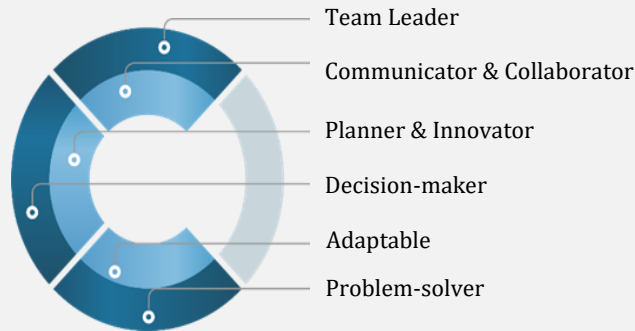 Team Leader
Communicator & Collaborator
Planner & Innovator
Decision-maker
Adaptable
Problem-solver